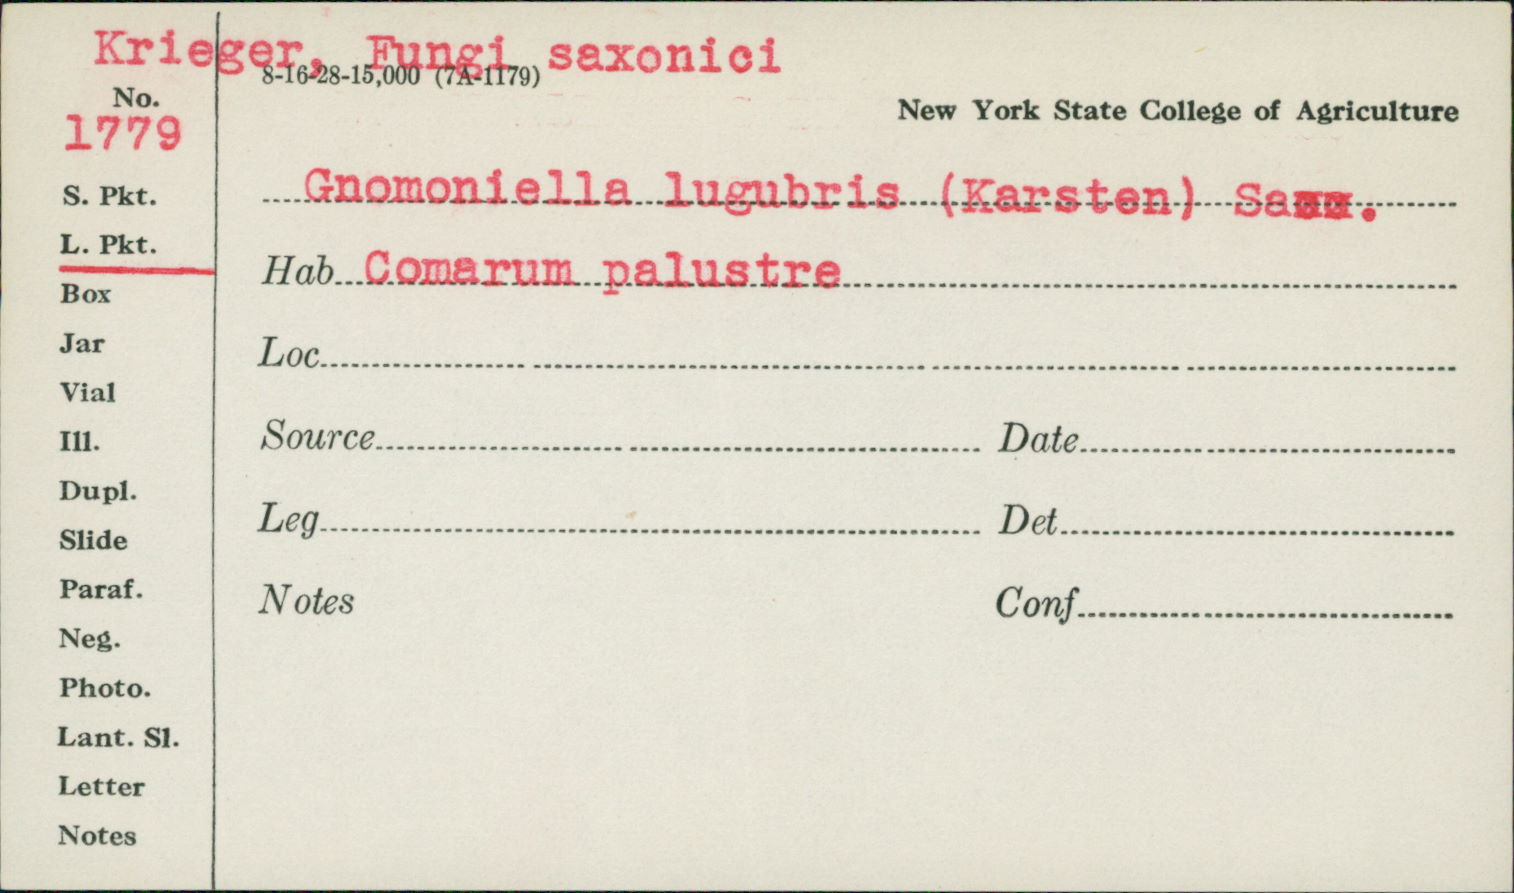 Krieger, Fungi saxonici
8-16-28-15,000 (7A-1179)
No.
1779
New York State College of Agriculture
S. Pkt.
Gnomoniella lugubris (Karsten) Sacc.
L. Pkt.
Hab Comarum palustre
Box
Jar
Loc
Vial
Ill.
Source Date
Dupl.
Slide
Leg Det
Paraf.
Notes Conf
Neg.
Photo.
Lant. Sl.
Letter
Notes